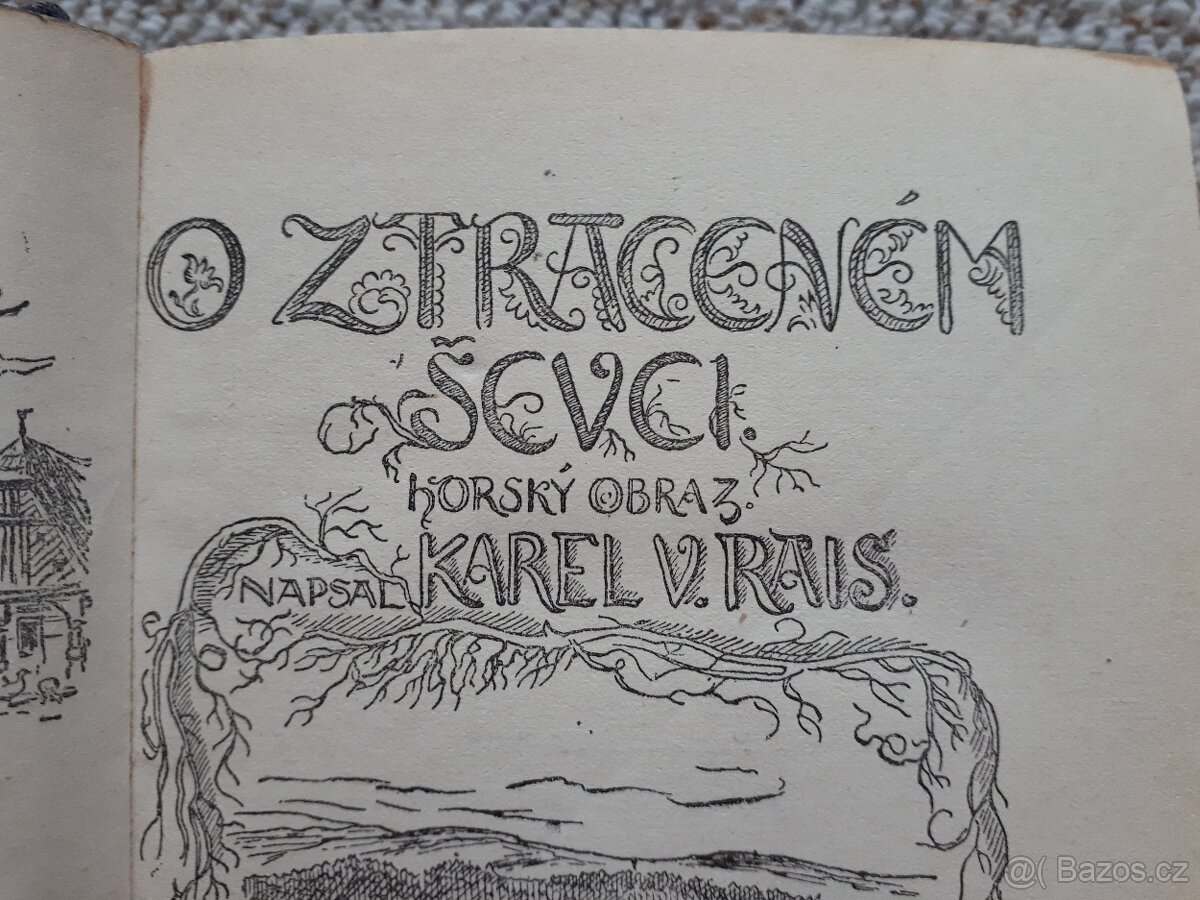 O ZTRACENÉM
ŠEVCI.
HORSKÝ OBRAZ.
NAPSAL KAREL V. RAIS.
@( Bazos.cz